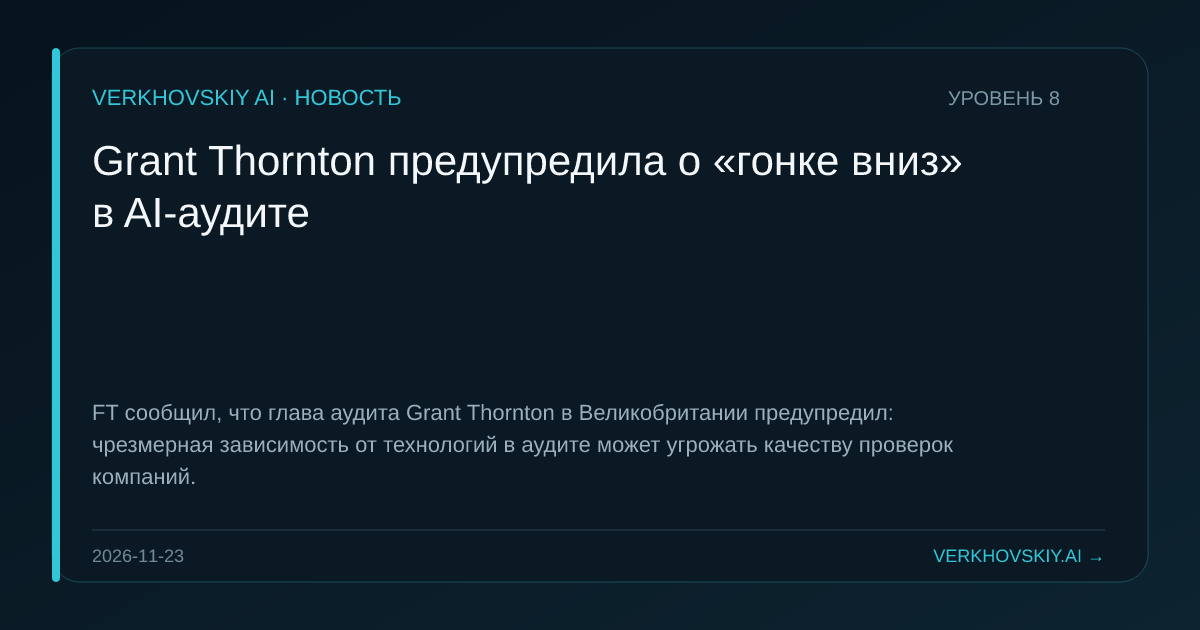 VERKHOVSKIY AI · НОВОСТЬ
УРОВЕНЬ 8
Grant Thornton предупредила о «гонке вниз»
в AI-аудите
FT сообщил, что глава аудита Grant Thornton в Великобритании предупредил:
чрезмерная зависимость от технологий в аудите может угрожать качеству проверок
компаний.
2026-11-23
VERKHOVSKIY.AI →